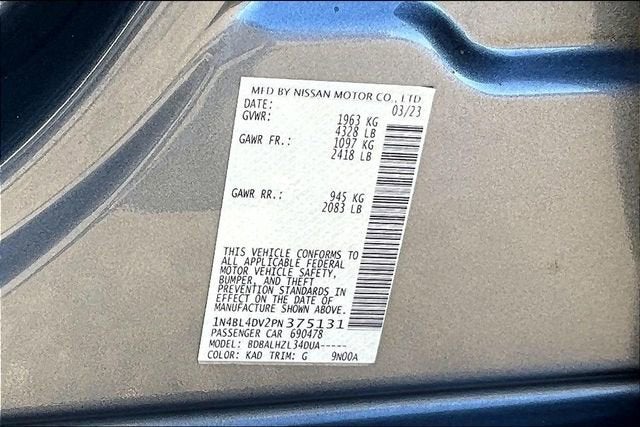 MFD BY NISSAN MOTOR CO., LTD
DATE: 03/23
GVWR: 1963 KG
4328 LB
GAWR FR.: 1097 KG
2418 LB
GAWR RR.: 945 KG
2083 LB
THIS VEHICLE CONFORMS TO
ALL APPLICABLE FEDERAL
MOTOR VEHICLE SAFETY,
BUMPER, AND THEFT
PREVENTION STANDARDS IN
EFFECT ON THE DATE OF
MANUFACTURE SHOWN ABOVE.
1N4BL4DV2PN375131
PASSENGER CAR 690478
MODEL: BDBALHZL34DUA-----
COLOR: KAD TRIM: G 9N00A